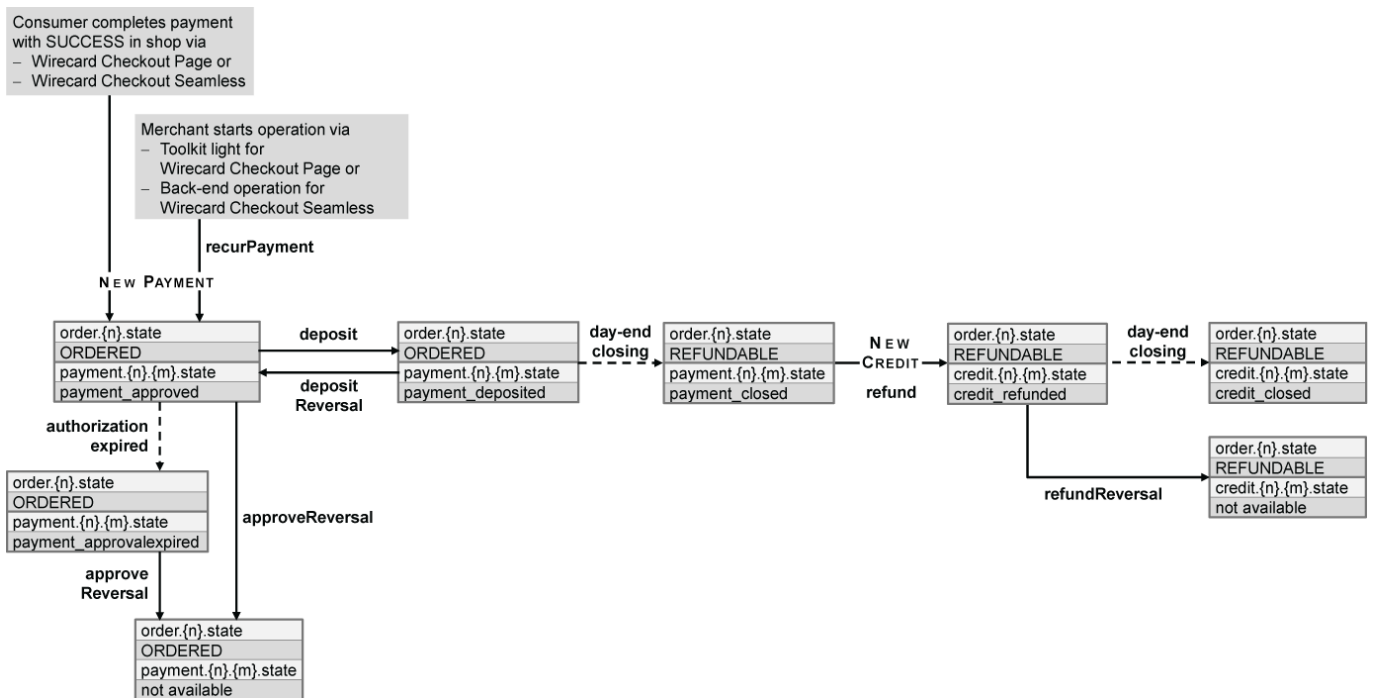 Consumer completes payment
with SUCCESS in shop via
– Wirecard Checkout Page or
– Wirecard Checkout Seamless
Merchant starts operation via
– Toolkit light for
Wirecard Checkout Page or
– Back-end operation for
Wirecard Checkout Seamless
recurPayment
NEW PAYMENT
order.{n}.state
ORDERED
payment.{n}.{m}.state
payment_approved
deposit
deposit
Reversal
order.{n}.state
ORDERED
payment.{n}.{m}.state
payment_deposited
day-end
closing
order.{n}.state
REFUNDABLE
payment.{n}.{m}.state
payment_closed
NEW
CREDIT
refund
order.{n}.state
REFUNDABLE
credit.{n}.{m}.state
credit_refunded
day-end
closing
order.{n}.state
REFUNDABLE
credit.{n}.{m}.state
credit_closed
refundReversal
order.{n}.state
REFUNDABLE
credit.{n}.{m}.state
not available
authorization
expired
order.{n}.state
ORDERED
payment.{n}.{m}.state
payment_approvalexpired
approveReversal
approve
Reversal
order.{n}.state
ORDERED
payment.{n}.{m}.state
not available